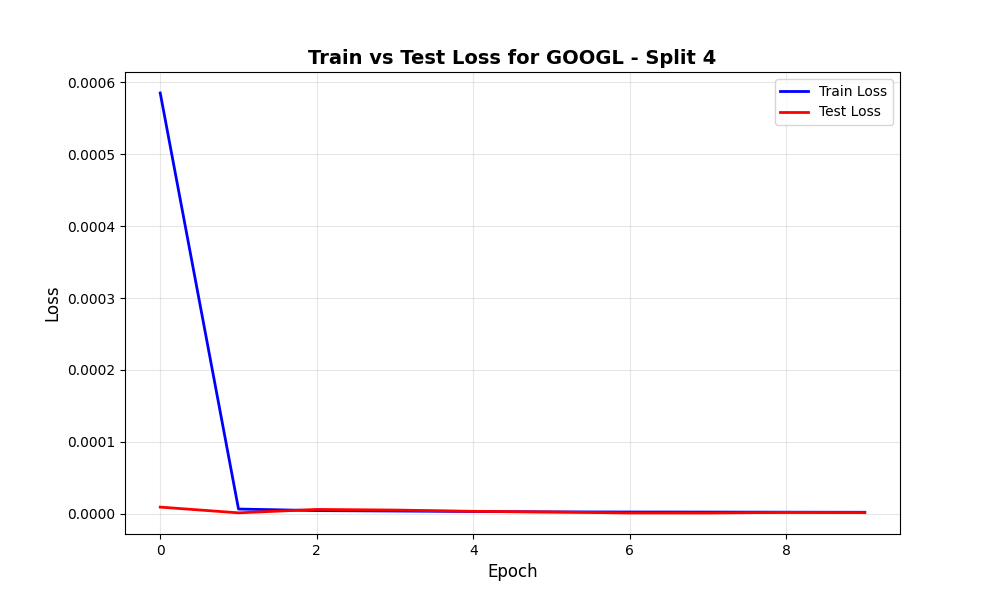 Train vs Test Loss for GOOGL - Split 4
Train Loss
Test Loss
Loss
0.0006
0.0005
0.0004
0.0003
0.0002
0.0001
0.0000
0 2 4 6 8
Epoch